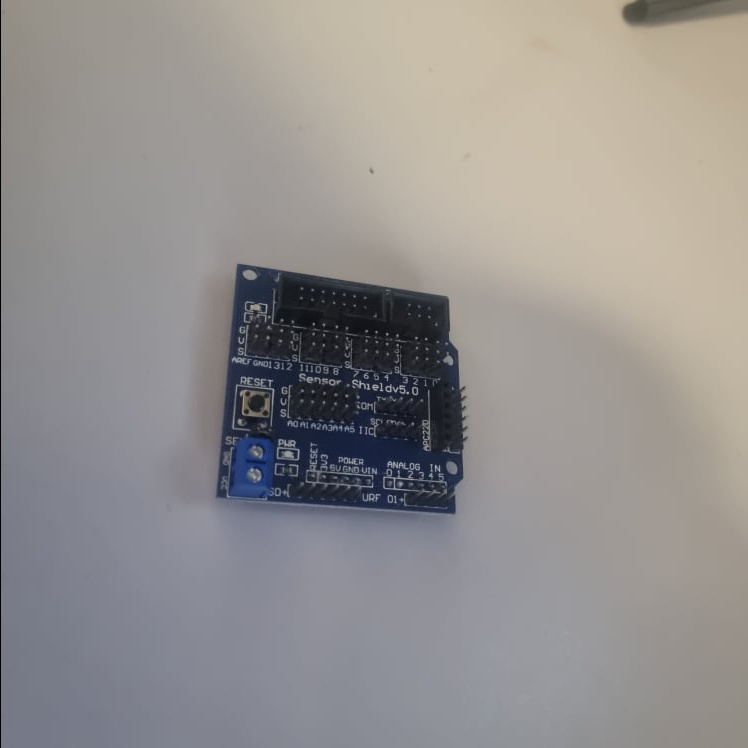 G
V
S
AREF GND 13 12 11 10 9 8 7 6 5 4 3 2 1 0
Sensor Shield v5.0
RESET
G
V
S
COM
A0 A1 A2 A3 A4 A5
IIC
APC220
PWR
RESET
3V3
POWER
5V GND VIN
ANALOG IN
0 1 2 3 4 5
SD+
URF 01+